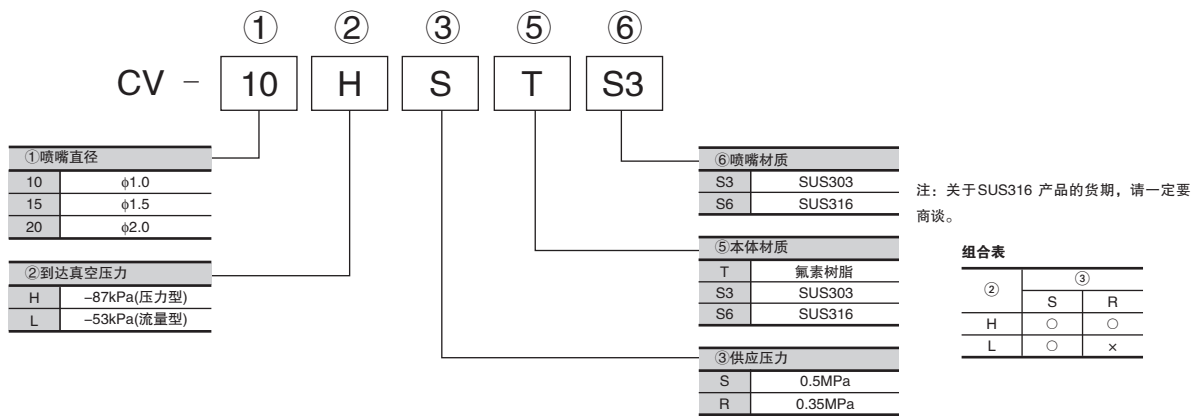 ① ② ③ ⑤ ⑥
CV - 10 H S T S3
①喷嘴直径
10 φ1.0
15 φ1.5
20 φ2.0
②到达真空压力
H -87kPa(压力型)
L -53kPa(流量型)
⑥喷嘴材质
S3 SUS303
S6 SUS316
⑤本体材质
T 氟素树脂
S3 SUS303
S6 SUS316
③供应压力
S 0.5MPa
R 0.35MPa
注：关于SUS316 产品的货期，请一定要
商谈。
组合表
② ③
S R
H ○ ○
L ○ ×